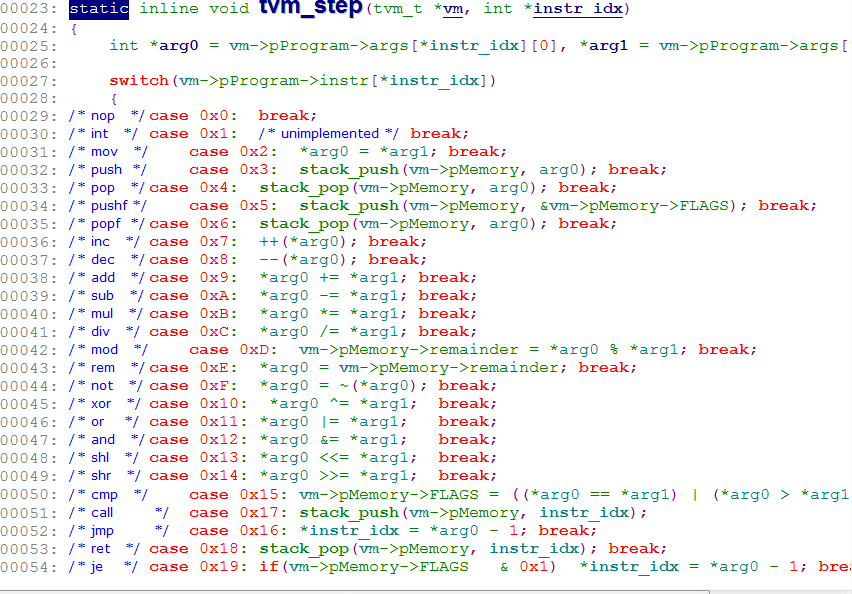 00023: static inline void tvm_step(tvm_t *vm, int *instr_idx)
00024: {
00025:     int *arg0 = vm->pProgram->args[*instr_idx][0], *arg1 = vm->pProgram->args[
00026:
00027:     switch(vm->pProgram->instr[*instr_idx])
00028:     {
00029: /* nop */ case 0x0: break;
00030: /* int */ case 0x1: /* unimplemented */ break;
00031: /* mov */ case 0x2: *arg0 = *arg1; break;
00032: /* push */ case 0x3: stack_push(vm->pMemory, arg0); break;
00033: /* pop */ case 0x4: stack_pop(vm->pMemory, arg0); break;
00034: /* pushf */ case 0x5: stack_push(vm->pMemory, &vm->pMemory->FLAGS); break;
00035: /* popf */ case 0x6: stack_pop(vm->pMemory, arg0); break;
00036: /* inc */ case 0x7: ++(*arg0); break;
00037: /* dec */ case 0x8: --(*arg0); break;
00038: /* add */ case 0x9: *arg0 += *arg1; break;
00039: /* sub */ case 0xA: *arg0 -= *arg1; break;
00040: /* mul */ case 0xB: *arg0 *= *arg1; break;
00041: /* div */ case 0xC: *arg0 /= *arg1; break;
00042: /* mod */ case 0xD: vm->pMemory->remainder = *arg0 % *arg1; break;
00043: /* rem */ case 0xE: *arg0 = vm->pMemory->remainder; break;
00044: /* not */ case 0xF: *arg0 = ~(*arg0); break;
00045: /* xor */ case 0x10: *arg0 ^= *arg1; break;
00046: /* or */ case 0x11: *arg0 |= *arg1; break;
00047: /* and */ case 0x12: *arg0 &= *arg1; break;
00048: /* shl */ case 0x13: *arg0 <<= *arg1; break;
00049: /* shr */ case 0x14: *arg0 >>= *arg1; break;
00050: /* cmp */ case 0x15: vm->pMemory->FLAGS = ((*arg0 == *arg1) | (*arg0 > *arg1
00051: /* call */ case 0x17: stack_push(vm->pMemory, instr_idx);
00052: /* jmp */ case 0x16: *instr_idx = *arg0 - 1; break;
00053: /* ret */ case 0x18: stack_pop(vm->pMemory, instr_idx); break;
00054: /* je */ case 0x19: if(vm->pMemory->FLAGS & 0x1) *instr_idx = *arg0 - 1; brea